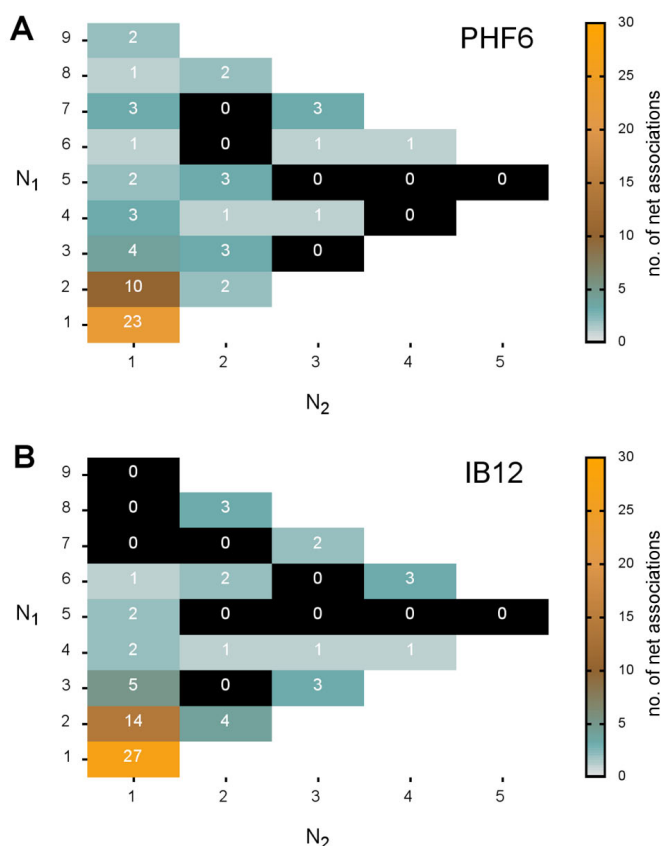 A
PHF6
9 2
8 1 2
7 3 0 3
6 1 0 1 1
N1 5 2 3 0 0 0
4 3 1 1 0
3 4 3 0
2 10 2
1 23
1 2 3 4 5
N2
30
25
20
15
10
5
0
no. of net associations
B
IB12
9 0
8 0 3
7 0 0 2
6 1 2 0 3
N1 5 2 0 0 0 0
4 2 1 1 1
3 5 0 3
2 14 4
1 27
1 2 3 4 5
N2
30
25
20
15
10
5
0
no. of net associations